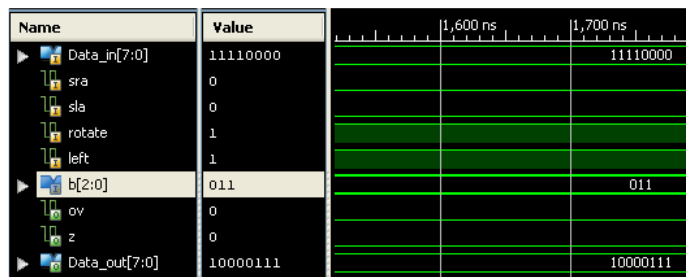 Name Value 1,600 ns 1,700 ns
Data_in[7:0] 11110000 11110000
sra 0
sla 0
rotate 1
left 1
b[2:0] 011 011
ov 0
z 0
Data_out[7:0] 10000111 10000111